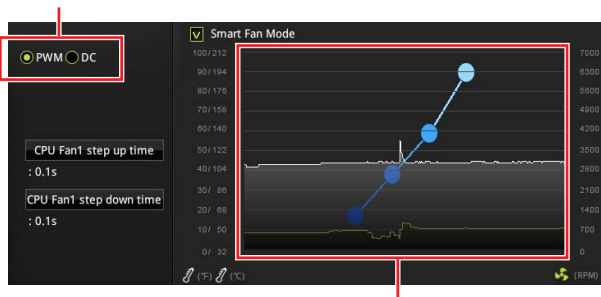 PWM DC
CPU Fan1 step up time
: 0.1s
CPU Fan1 step down time
: 0.1s
V Smart Fan Mode
100/212 7000
90/194 6300
80/176 5600
70/158 4900
60/140 4200
50/122 3500
40/104 2800
30/ 86 2100
20/ 68 1400
10/ 50 700
0/ 32 0
(°F) (°C) (RPM)